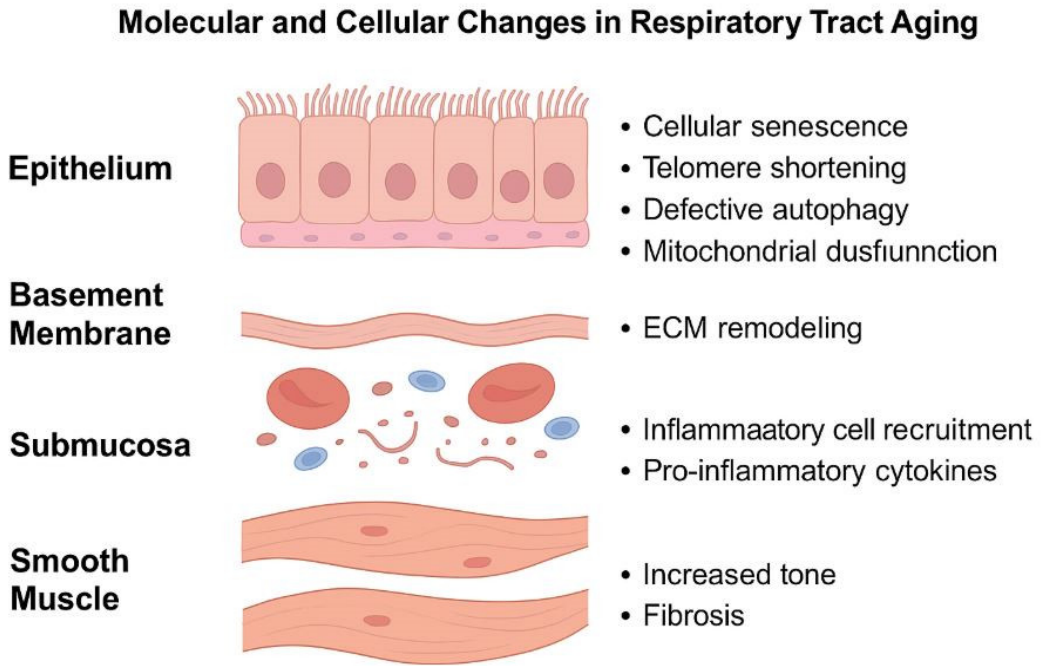 Molecular and Cellular Changes in Respiratory Tract Aging
Epithelium
• Cellular senescence
• Telomere shortening
• Defective autophagy
• Mitochondrial dusfiunnction
Basement
Membrane
• ECM remodeling
Submucosa
• Inflammaatory cell recruitment
• Pro-inflammatory cytokines
Smooth
Muscle
• Increased tone
• Fibrosis